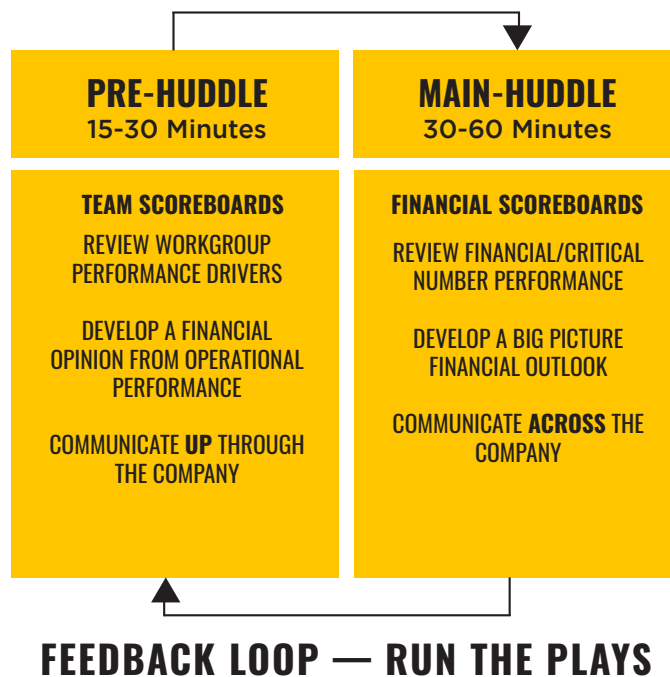 PRE-HUDDLE
15-30 Minutes
TEAM SCOREBOARDS
REVIEW WORKGROUP
PERFORMANCE DRIVERS
DEVELOP A FINANCIAL
OPINION FROM OPERATIONAL
PERFORMANCE
COMMUNICATE UP THROUGH
THE COMPANY
MAIN-HUDDLE
30-60 Minutes
FINANCIAL SCOREBOARDS
REVIEW FINANCIAL/CRITICAL
NUMBER PERFORMANCE
DEVELOP A BIG PICTURE
FINANCIAL OUTLOOK
COMMUNICATE ACROSS THE
COMPANY
FEEDBACK LOOP — RUN THE PLAYS